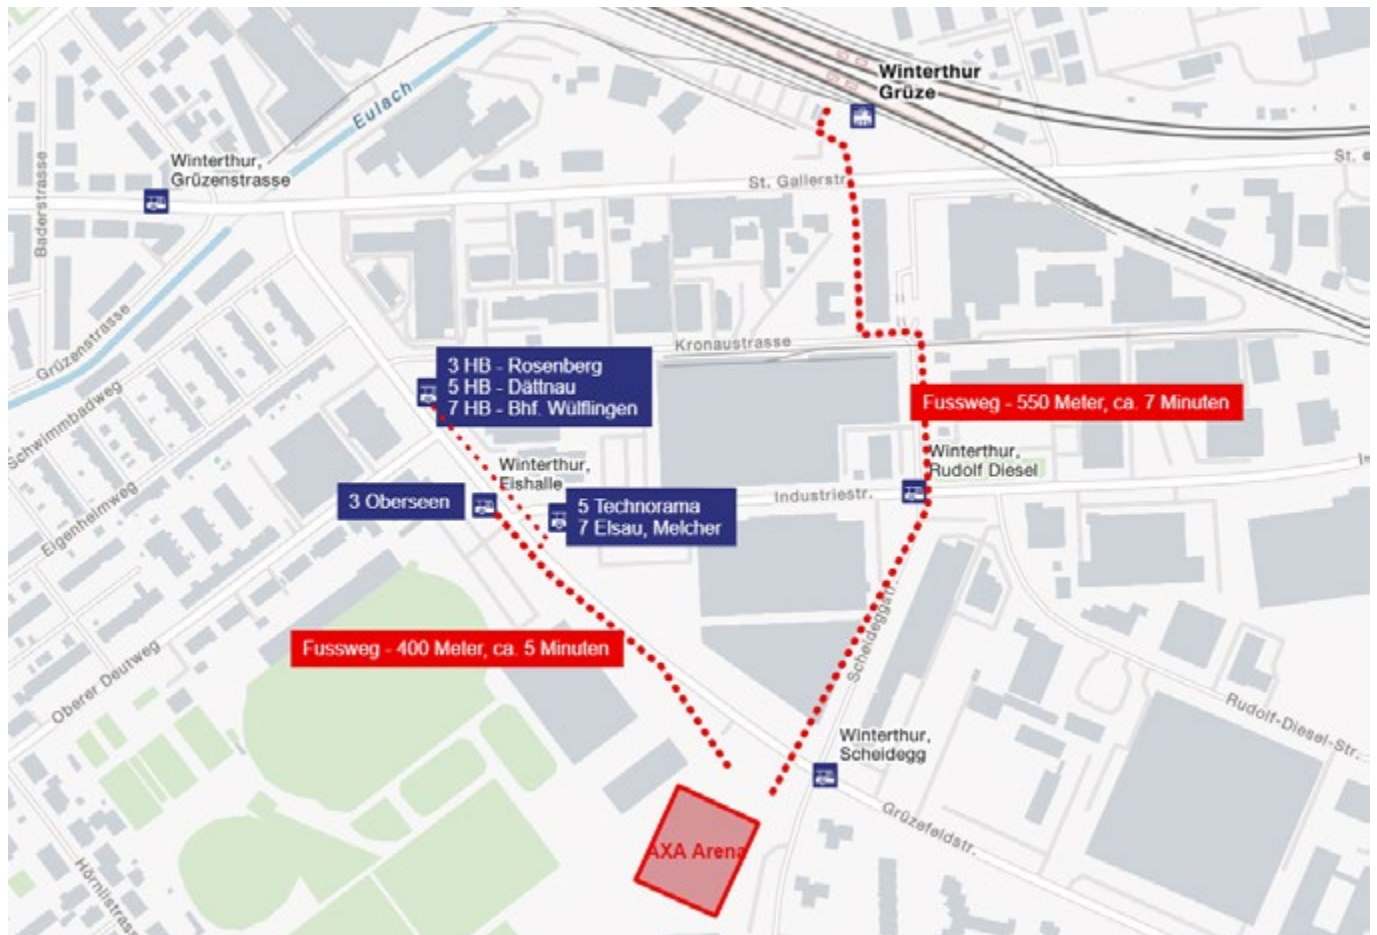 Winterthur
Grüze
Eulach
Winterthur,
Grüzenstrasse
Baderstrasse
St. Gallerstr.
St.
Grüzenstrasse
Kronaustrasse
3 HB - Rosenberg
5 HB - Dättnau
7 HB - Bhf. Wülflingen
Fussweg - 550 Meter, ca. 7 Minuten
Schwimmbadweg
Winterthur,
Eishalle
Winterthur,
Rudolf Diesel
3 Oberseen
5 Technorama
7 Elsau, Melcher
Industriestr.
Eigenheimweg
Scheideggstr.
Fussweg - 400 Meter, ca. 5 Minuten
Oberer Deutweg
Rudolf-Diesel-Str.
Winterthur,
Scheidegg
Grüzefeldstr.
AXA Arena
Hörnlistrasse